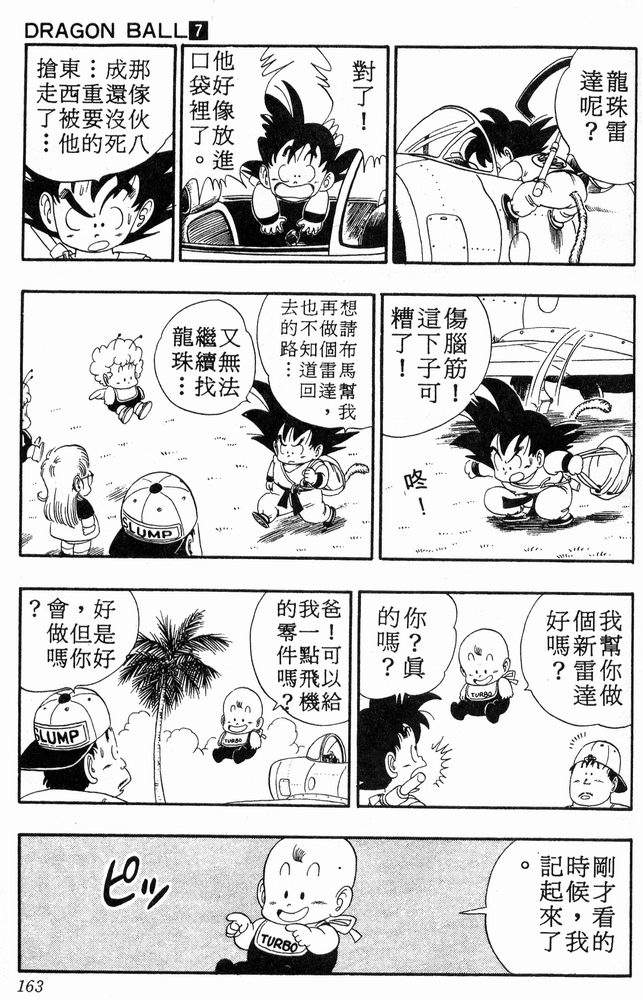 DRAGON BALL 7
龍珠雷
達呢？
對了！
他好像放進
口袋裡了。
那傢伙八
成還沒死
…重要的
東西被他
搶走了…
傷腦筋！
這下子可
糟了！
咚！
想請布馬幫我
再做個雷達，
也不知道回
去的路…
又無法
繼續找
龍珠…
SLUMP
我幫你做
個新雷達
好嗎？
你？真
的嗎？
TURBO
爸！可以給
我一點飛機
的零件嗎？
好是好
，但你
會做嗎
？
TURBO
SLUMP
剛才看的
時候，我
記起來了
。
ピッ
TURBO
163